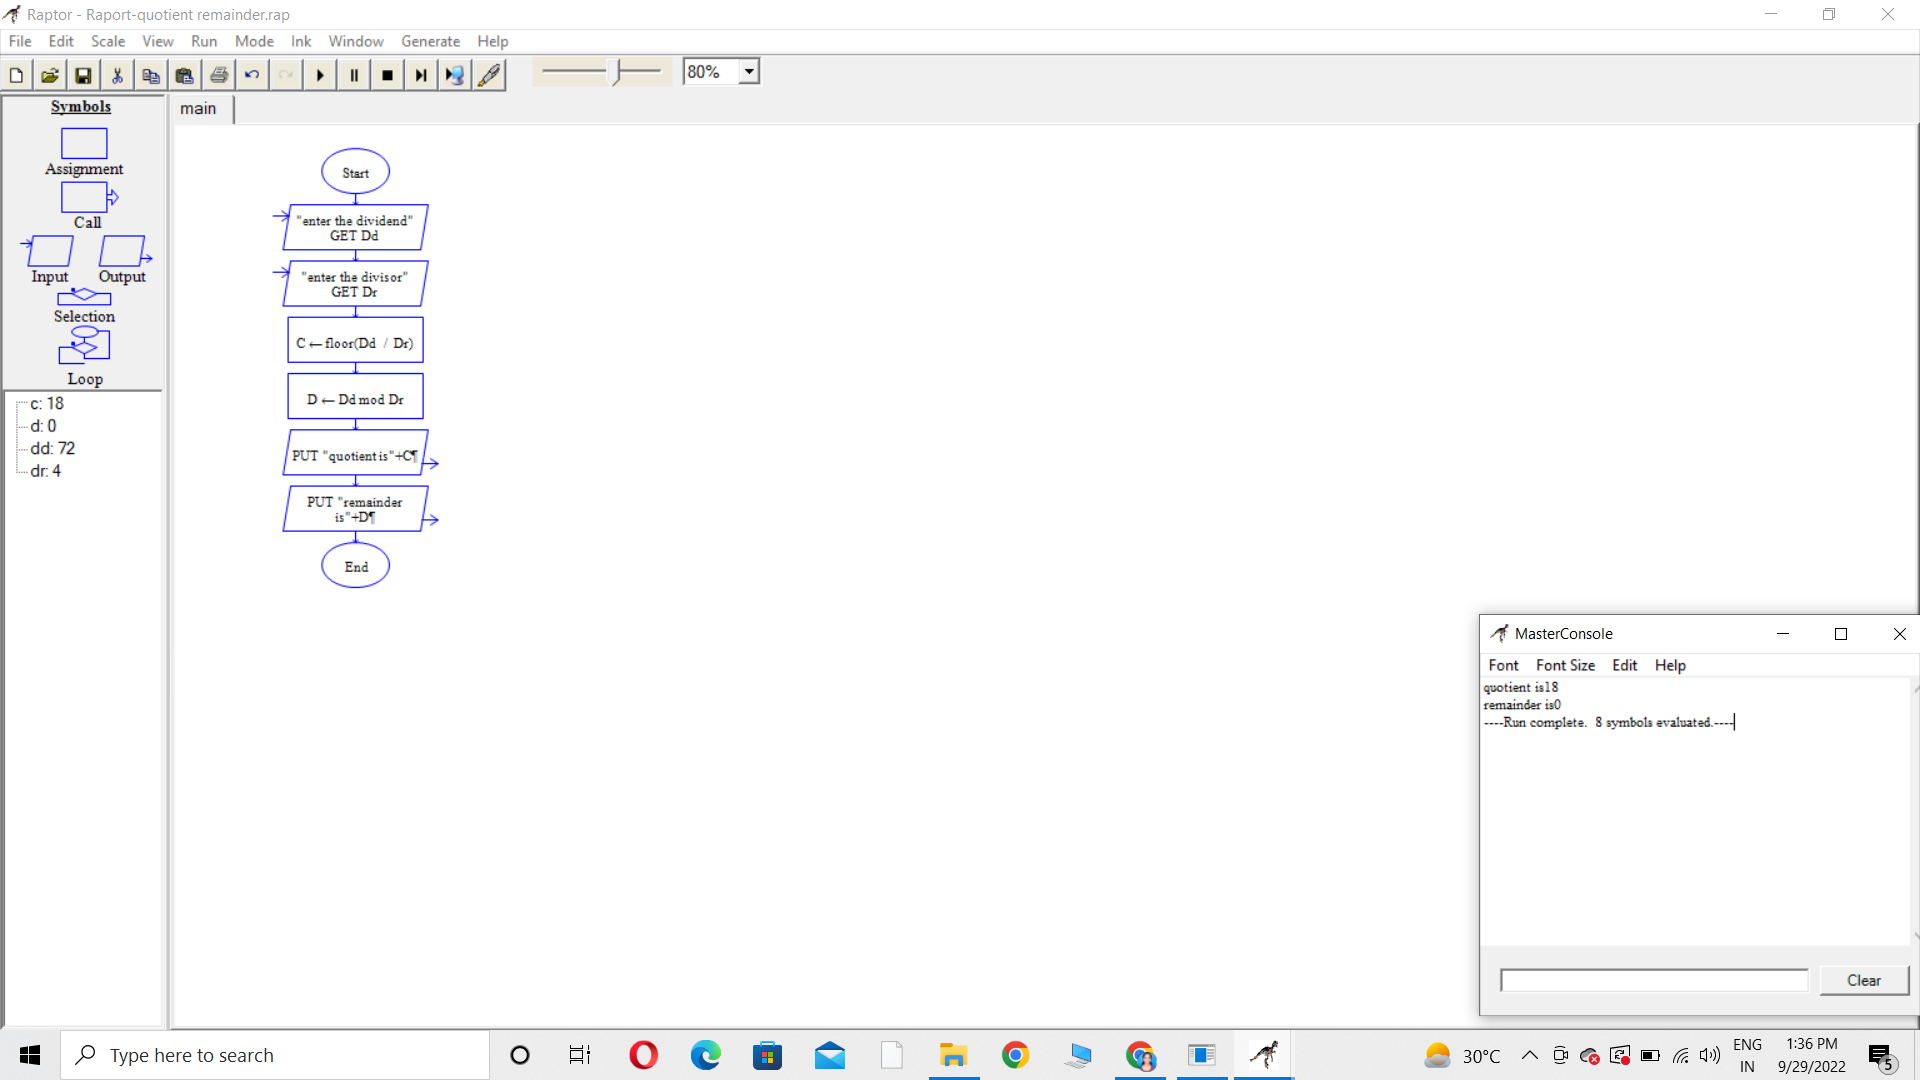 Raptor - Raport-quotient remainder.rap
File Edit Scale View Run Mode Ink Window Generate Help
80%
Symbols
main
Assignment
Call
Input Output
Selection
Loop
c: 18
d: 0
dd: 72
dr: 4
Start
"enter the dividend"
GET Dd
"enter the divisor"
GET Dr
C ← floor(Dd / Dr)
D ← Dd mod Dr
PUT "quotient is"+C¶
PUT "remainder
is"+D¶
End
MasterConsole
Font Font Size Edit Help
quotient is18
remainder is0
----Run complete. 8 symbols evaluated.----
Clear
Type here to search
30°C
ENG
IN
1:36 PM
9/29/2022
5